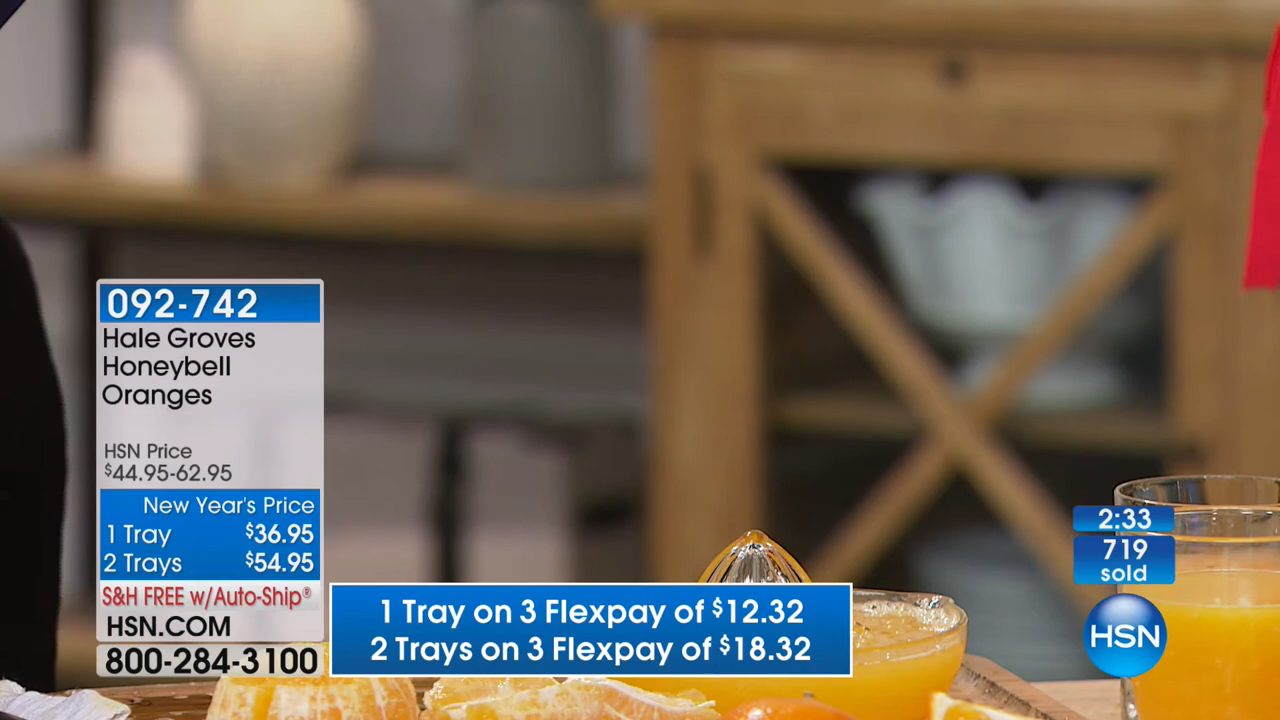 092-742
Hale Groves
Honeybell
Oranges
HSN Price
$44.95-62.95
New Year's Price
1 Tray $36.95
2 Trays $54.95
S&H FREE w/Auto-Ship®
HSN.COM
800-284-3100
1 Tray on 3 Flexpay of $12.32
2 Trays on 3 Flexpay of $18.32
2:33
719
sold
HSN